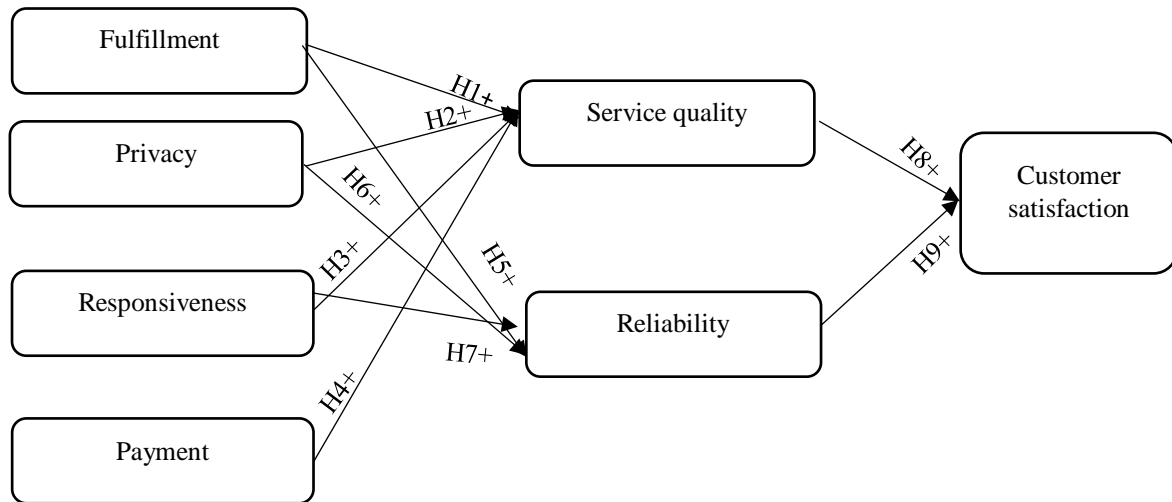 Fulfillment
H1+
Service quality
H2+
Privacy
H8+
Customer
satisfaction
H6+
H3+
H5+
H9+
Responsiveness
Reliability
H7+
H4+
Payment